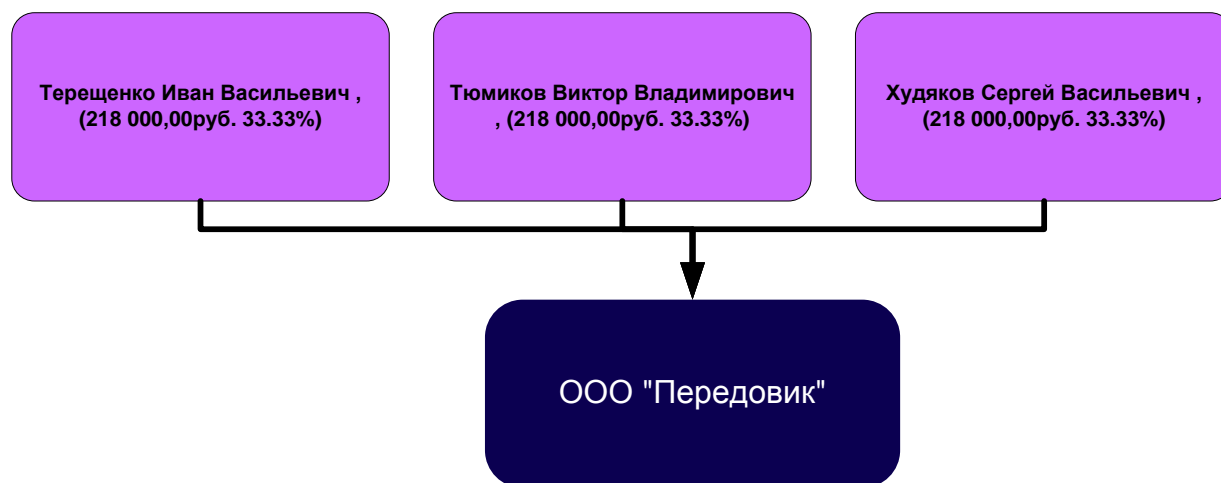 Терещенко Иван Васильевич ,
(218 000,00руб. 33.33%)
Тюмиков Виктор Владимирович
, (218 000,00руб. 33.33%)
Худяков Сергей Васильевич ,
(218 000,00руб. 33.33%)
ООО "Передовик"